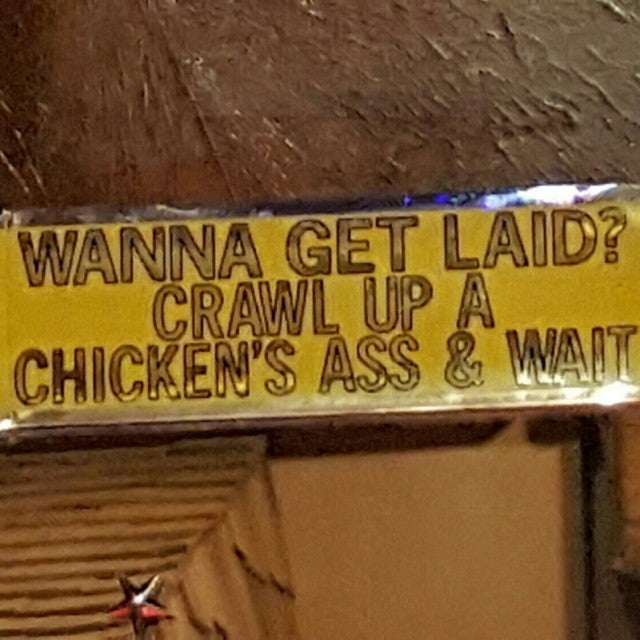 WANNA GET LAID?
CRAWL UP A
CHICKEN'S ASS & WAIT